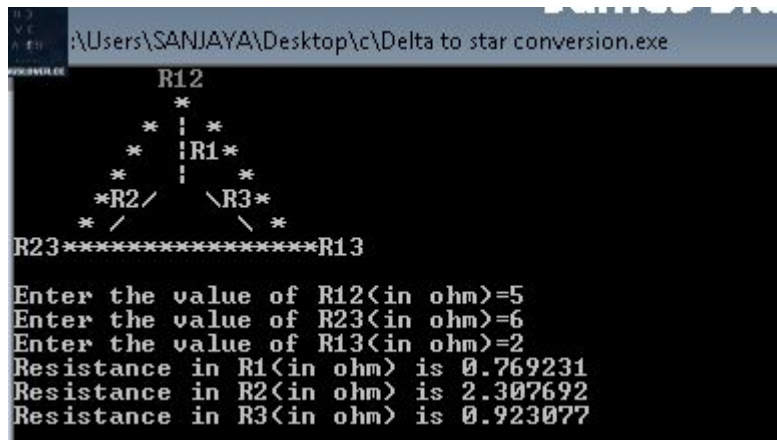 :\Users\SANJAYA\Desktop\c\Delta to star conversion.exe
R12
*
* ¦ *
* ¦R1*
* ¦ *
*R2/ \R3*
* / \ *
R23*****************R13
Enter the value of R12(in ohm)=5
Enter the value of R23(in ohm)=6
Enter the value of R13(in ohm)=2
Resistance in R1(in ohm) is 0.769231
Resistance in R2(in ohm) is 2.307692
Resistance in R3(in ohm) is 0.923077